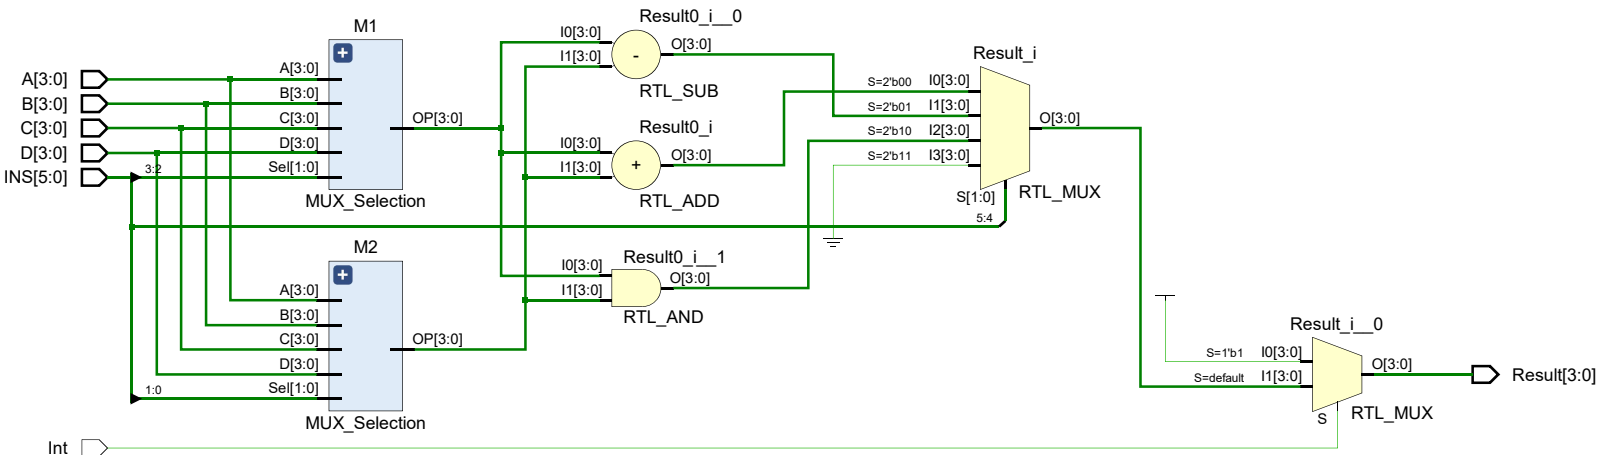 M1
A[3:0]
B[3:0]
C[3:0]
D[3:0]
INS[5:0]
3:2
A[3:0]
B[3:0]
C[3:0]
D[3:0]
Sel[1:0]
OP[3:0]
MUX_Selection
M2
A[3:0]
B[3:0]
C[3:0]
D[3:0]
Sel[1:0]
1:0
OP[3:0]
MUX_Selection
Int
Result0_i__0
I0[3:0]
I1[3:0]
-
O[3:0]
RTL_SUB
Result0_i
I0[3:0]
I1[3:0]
+
O[3:0]
RTL_ADD
Result0_i__1
I0[3:0]
I1[3:0]
O[3:0]
RTL_AND
Result_i
S=2'b00 I0[3:0]
S=2'b01 I1[3:0]
S=2'b10 I2[3:0]
S=2'b11 I3[3:0]
S[1:0]
5:4
O[3:0]
RTL_MUX
Result_i__0
S=1'b1 I0[3:0]
S=default I1[3:0]
S
O[3:0]
RTL_MUX
Result[3:0]